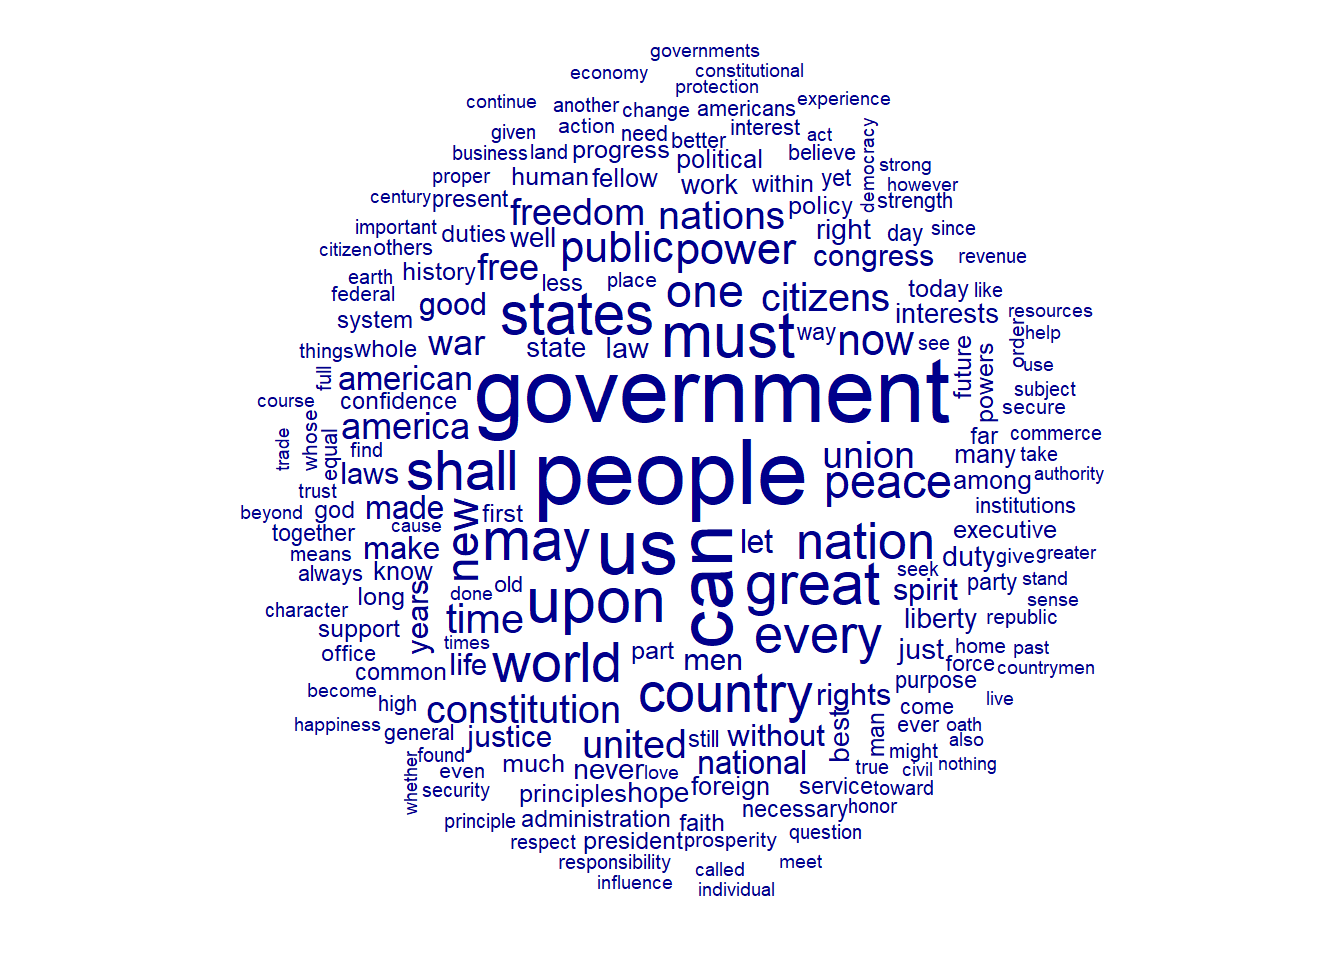 governments
economy constitutional
protection
continue another change americans experience
given action need better interest act
business land progress political believe democracy strong
proper human fellow work within yet however
century present freedom nations policy strength
important duties well public power right day since
citizen others congress revenue
earth history free less place today like
federal good states one citizens interests resources
system war state law must way now see order help
things whole future powers use
full american government subject
course confidence secure
trade whose equal america far commerce
find union many take
laws shall people peace among authority
trust institutions
beyond god made new first
together cause may us can let nation executive
means make duty give greater
always know done old great seek spirit party stand
long years upon sense
character time liberty republic
support times every
office world part men just home past
common life force countrymen
become purpose
high country rights live
happiness constitution come
general justice united still without best man ever oath
found might also
whether even much never love national true civil nothing
security principles hope foreign service toward
necessary honor
principle administration faith
respect president prosperity question
responsibility called meet
influence individual